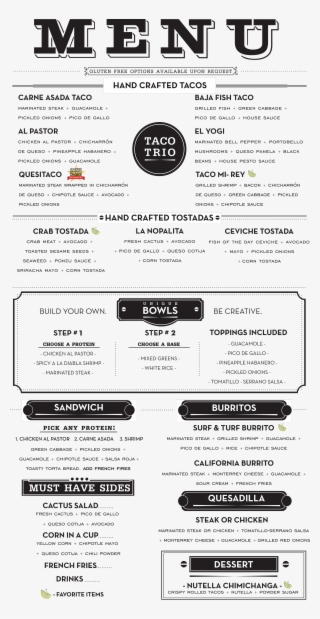 MENU
GLUTEN FREE OPTIONS AVAILABLE UPON REQUEST
HAND CRAFTED TACOS
CARNE ASADA TACO
MARINATED STEAK + GUACAMOLE +
PICKLED ONIONS + PICO DE GALLO
AL PASTOR
CHICKEN AL PASTOR + CHICHARRÓN
DE QUESO + PINEAPPLE HABANERO +
PICKLED ONIONS + GUACAMOLE
QUESITACO
MARINATED STEAK WRAPPED IN CHICHARRÓN
DE QUESO + CHIPOTLE SAUCE + AVOCADO +
PICKLED ONIONS
TACO
TRIO
BAJA FISH TACO
GRILLED FISH + GREEN CABBAGE +
PICO DE GALLO + HOUSE SAUCE
EL YOGI
MARINATED BELL PEPPER + PORTOBELLO
MUSHROOMS + QUESO PANELA + BLACK
BEANS + HOUSE PESTO SAUCE
TACO MI- REY
GRILLED SHRIMP + BACON + CHICHARRÓN
DE QUESO + GREEN CABBAGE + PICKLED
ONIONS + CHIPOTLE SAUCE
HAND CRAFTED TOSTADAS
CRAB TOSTADA
CRAB MEAT + AVOCADO +
TOASTED SESAME SEEDS +
SEAWEED + PONZU SAUCE +
SRIRACHA MAYO + CORN TOSTADA
LA NOPALITA
FRESH CACTUS + AVOCADO
+ PICO DE GALLO + QUESO COTIJA
+ CORN TOSTADA
CEVICHE TOSTADA
FISH OF THE DAY CEVICHE + AVOCADO
+ MAYO + PICKLED ONIONS
+ CORN TOSTADA
BUILD YOUR OWN.
UNIQUE
BOWLS
BE CREATIVE.
STEP # 1
CHOOSE A PROTEIN
- CHICKEN AL PASTOR -
- SPICY A LA DIABLA SHRIMP -
- MARINATED STEAK -
STEP # 2
CHOOSE A BASE
- MIXED GREENS -
- WHITE RICE -
TOPPINGS INCLUDED
- GUACAMOLE -
- PICO DE GALLO -
- PINEAPPLE HABANERO -
- PICKLED ONIONS -
- TOMATILLO - SERRANO SALSA -
SANDWICH
PICK ANY PROTEIN:
1. CHICKEN AL PASTOR 2. CARNE ASADA 3. SHRIMP
GREEN CABBAGE + PICKLED ONIONS +
GUACAMOLE + CHIPOTLE SAUCE + SALSA ROJA +
TOASTY TORTA BREAD. ADD FRENCH FRIES
MUST HAVE SIDES
CACTUS SALAD
FRESH CACTUS + PICO DE GALLO
+ QUESO COTIJA + AVOCADO
CORN IN A CUP
YELLOW CORN + CHIPOTLE MAYO
+ QUESO COTIJA + CHILI POWDER
FRENCH FRIES
DRINKS
- FAVORITE ITEMS
BURRITOS
SURF & TURF BURRITO
MARINATED STEAK + GRILLED SHRIMP + GUACAMOLE +
PICO DE GALLO + RICE + CHIPOTLE SAUCE
CALIFORNIA BURRITO
MARINATED STEAK + MONTERREY CHEESE + GUACAMOLE +
SOUR CREAM + FRENCH FRIES
QUESADILLA
STEAK OR CHICKEN
MARINATED STEAK OR CHICKEN + TOMATILLO-SERRANO SALSA
+ MONTERREY CHEESE + GUACAMOLE + GRILLED RED ONIONS
DESSERT
- NUTELLA CHIMICHANGA -
CRISPY ROLLED TACOS + NUTELLA + POWDER SUGAR